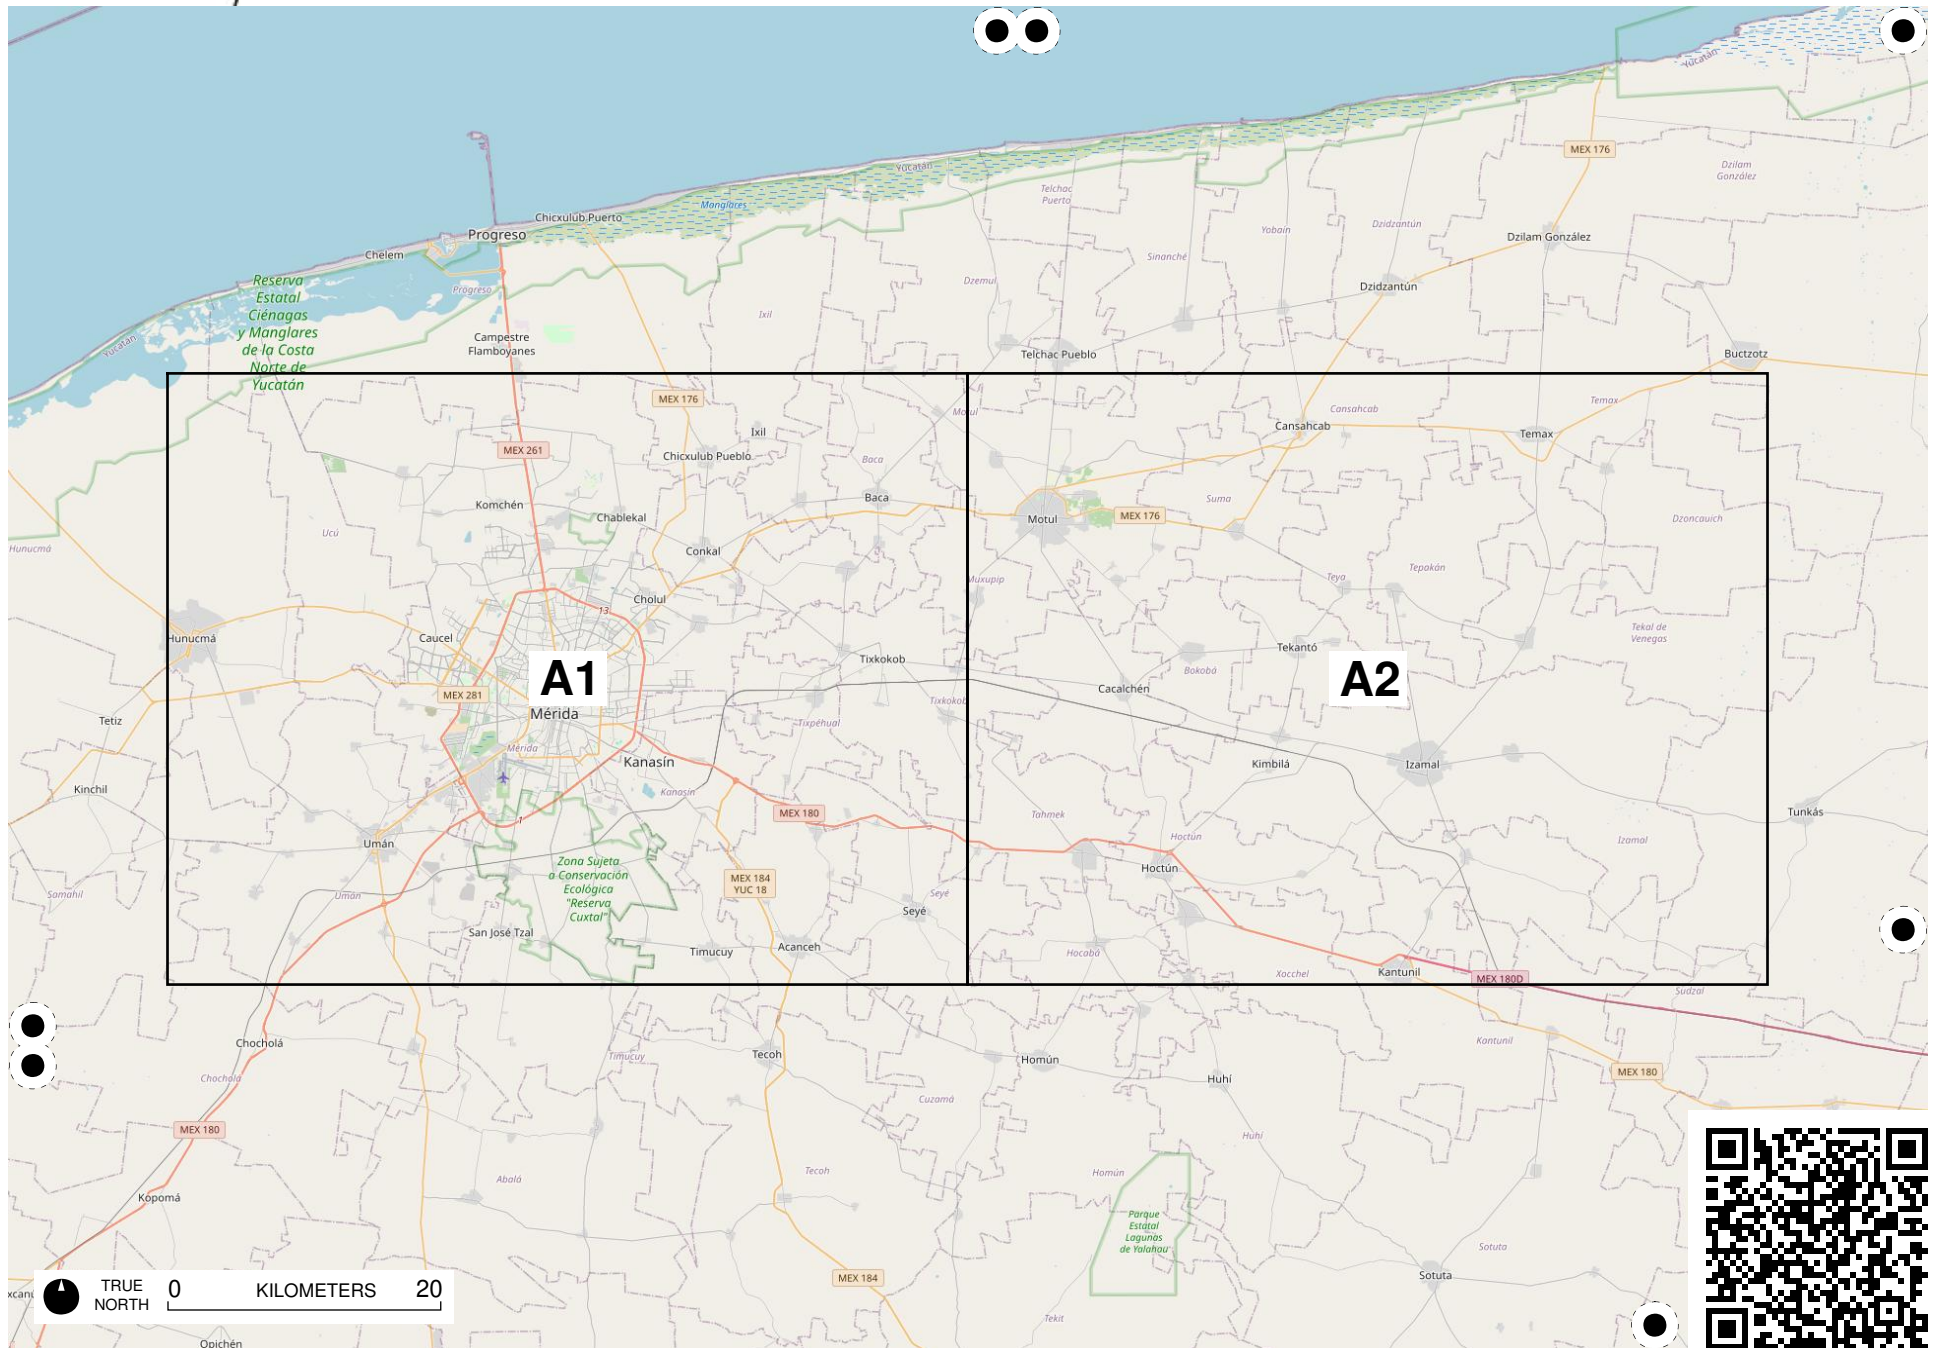 Yucatán
MEX 176
Dzilam
González
Yucatán
Manglares
Telchac
Puerto
Chicxulub Puerto
Progreso
Yobaín
Dzidzantún
Dzilam González
Chelem
Sinanché
Reserva
Estatal
Ciénagas
y Manglares
de la Costa
Norte de
Yucatán
Progreso
Dzemul
Dzidzantún
Ixil
Yucatán
Campestre
Flamboyanes
Telchac Pueblo
Buctzotz
MEX 176
Motul
Cansahcab
Temax
Ixil
Cansahcab
Temax
MEX 261
Chicxulub Pueblo
Baca
Komchén
Baca
Suma
Chablekal
Motul
MEX 176
Dzoncauich
Ucú
Hunucmá
Conkal
Muxupip
Teya
Tepakán
Cholul
13
Hunucmá
Caucel
Tekal de
Venegas
Tixkokob
Tekantó
Bokobá
A1
A2
MEX 281
Cacalchén
Tixkokob
Mérida
Tetiz
Tixpéhual
Mérida
Kanasín
Kimbilá
Izamal
Kinchil
Kanasín
MEX 180
Tahmek
Tunkás
1
Hoctún
Izamal
Umán
Zona Sujeta
a Conservación
Ecológica
"Reserva
Cuxtal"
Hoctún
MEX 184
YUC 18
Samahil
Umán
Seyé
Seyé
San José Tzal
Timucuy
Acanceh
Hocabá
Xocchel
Kantunil
MEX 180D
Sudzal
Chocholá
Tecoh
Timucuy
Homún
Kantunil
Huhí
MEX 180
Chocholá
Cuzamá
MEX 180
Huhí
Abalá
Tecoh
Homún
Kopomá
Parque
Estatal
Lagunas
de Yalahau
Sotuta
Sotuta
MEX 184
TRUE
NORTH
0
KILOMETERS
20
Tekit
Opichén